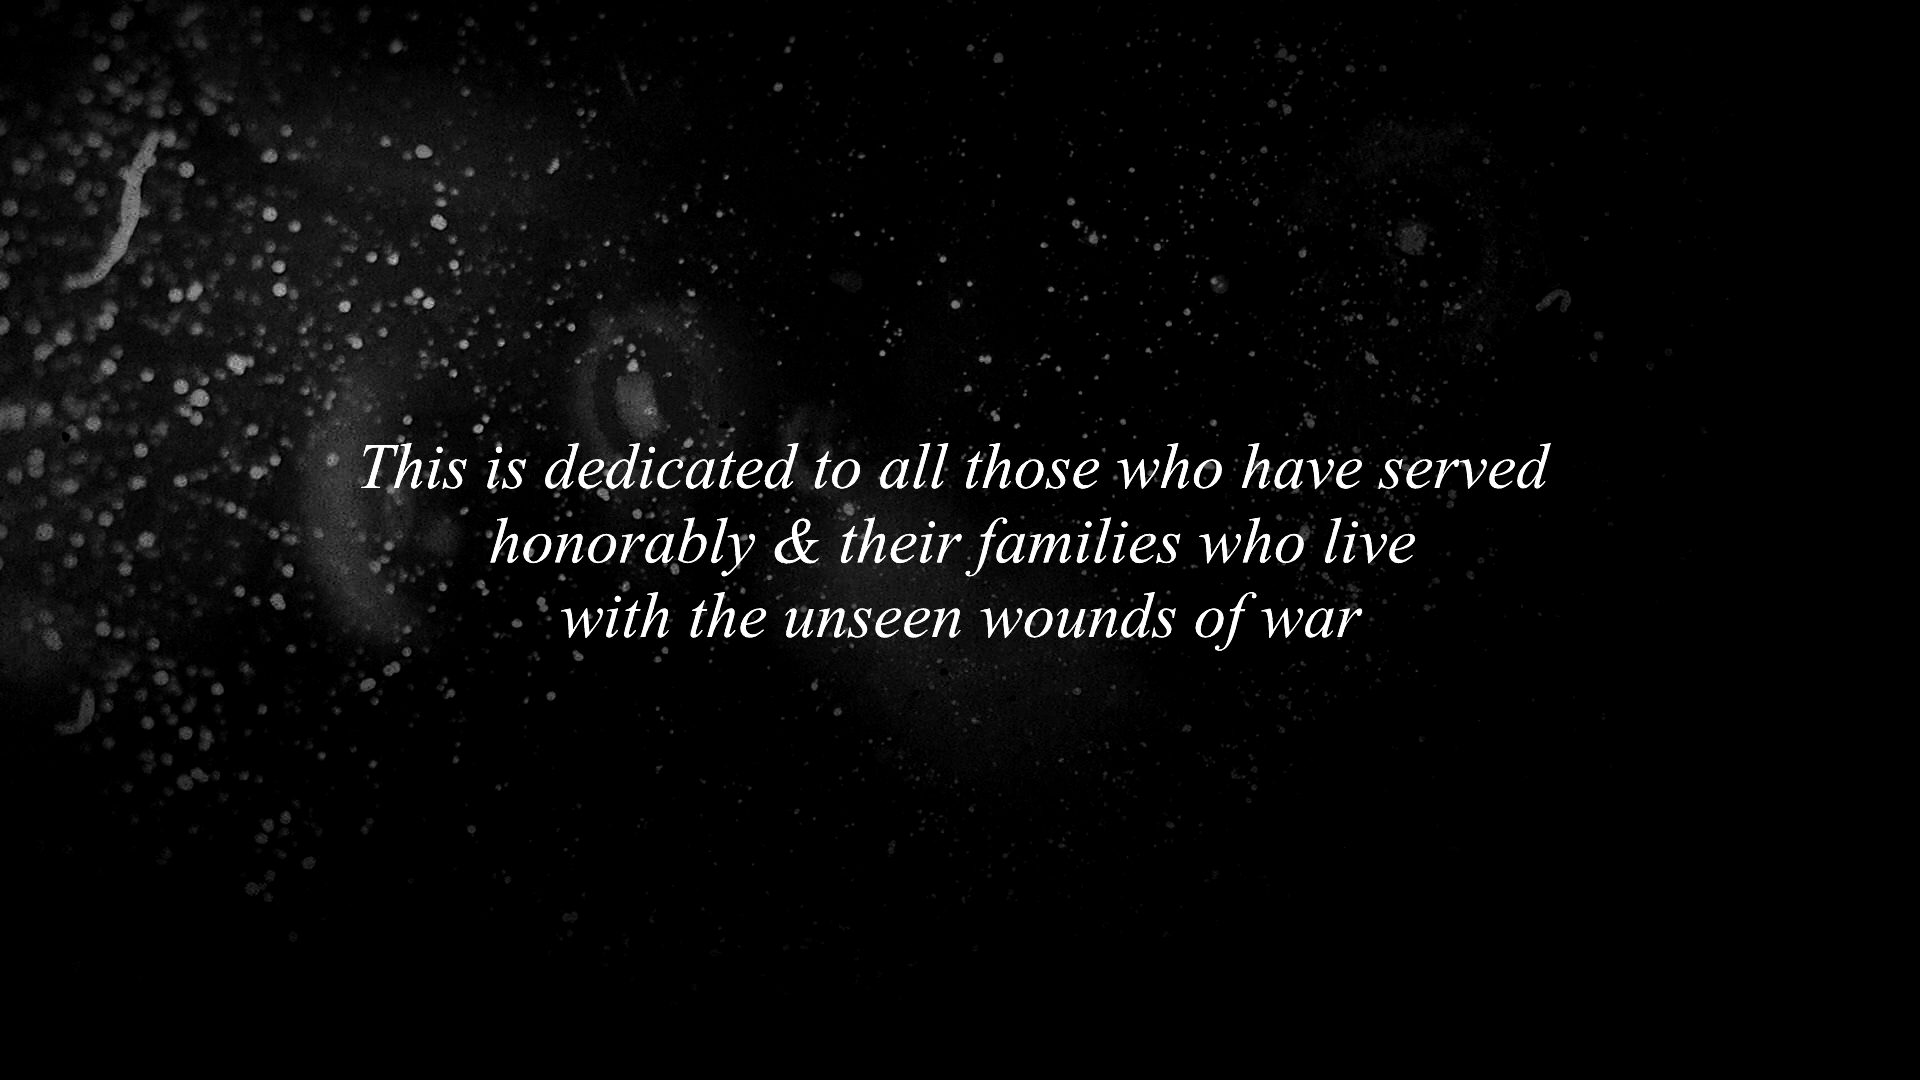 This is dedicated to all those who have served
honorably & their families who live
with the unseen wounds of war